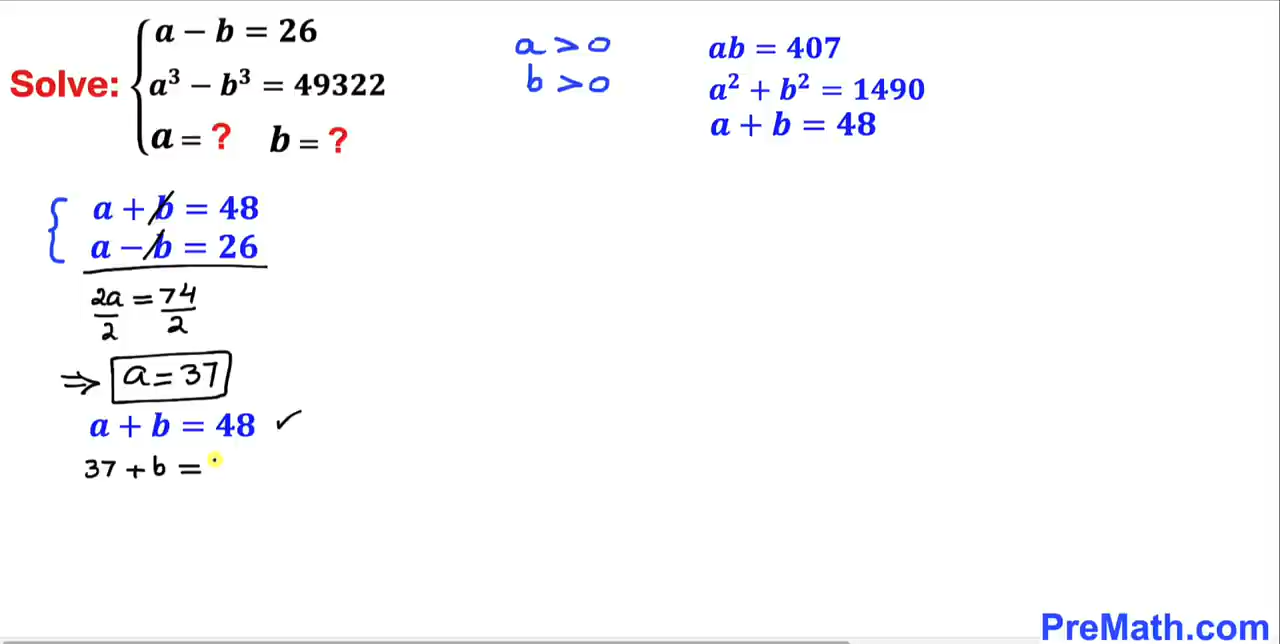 Solve:
a − b = 26
a³ − b³ = 49322
a = ? b = ?
a > 0
b > 0
ab = 407
a² + b² = 1490
a + b = 48
a + b = 48
a − b = 26
2a/2 = 74/2
⇒ a = 37
a + b = 48 ✓
37 + b =
PreMath.com